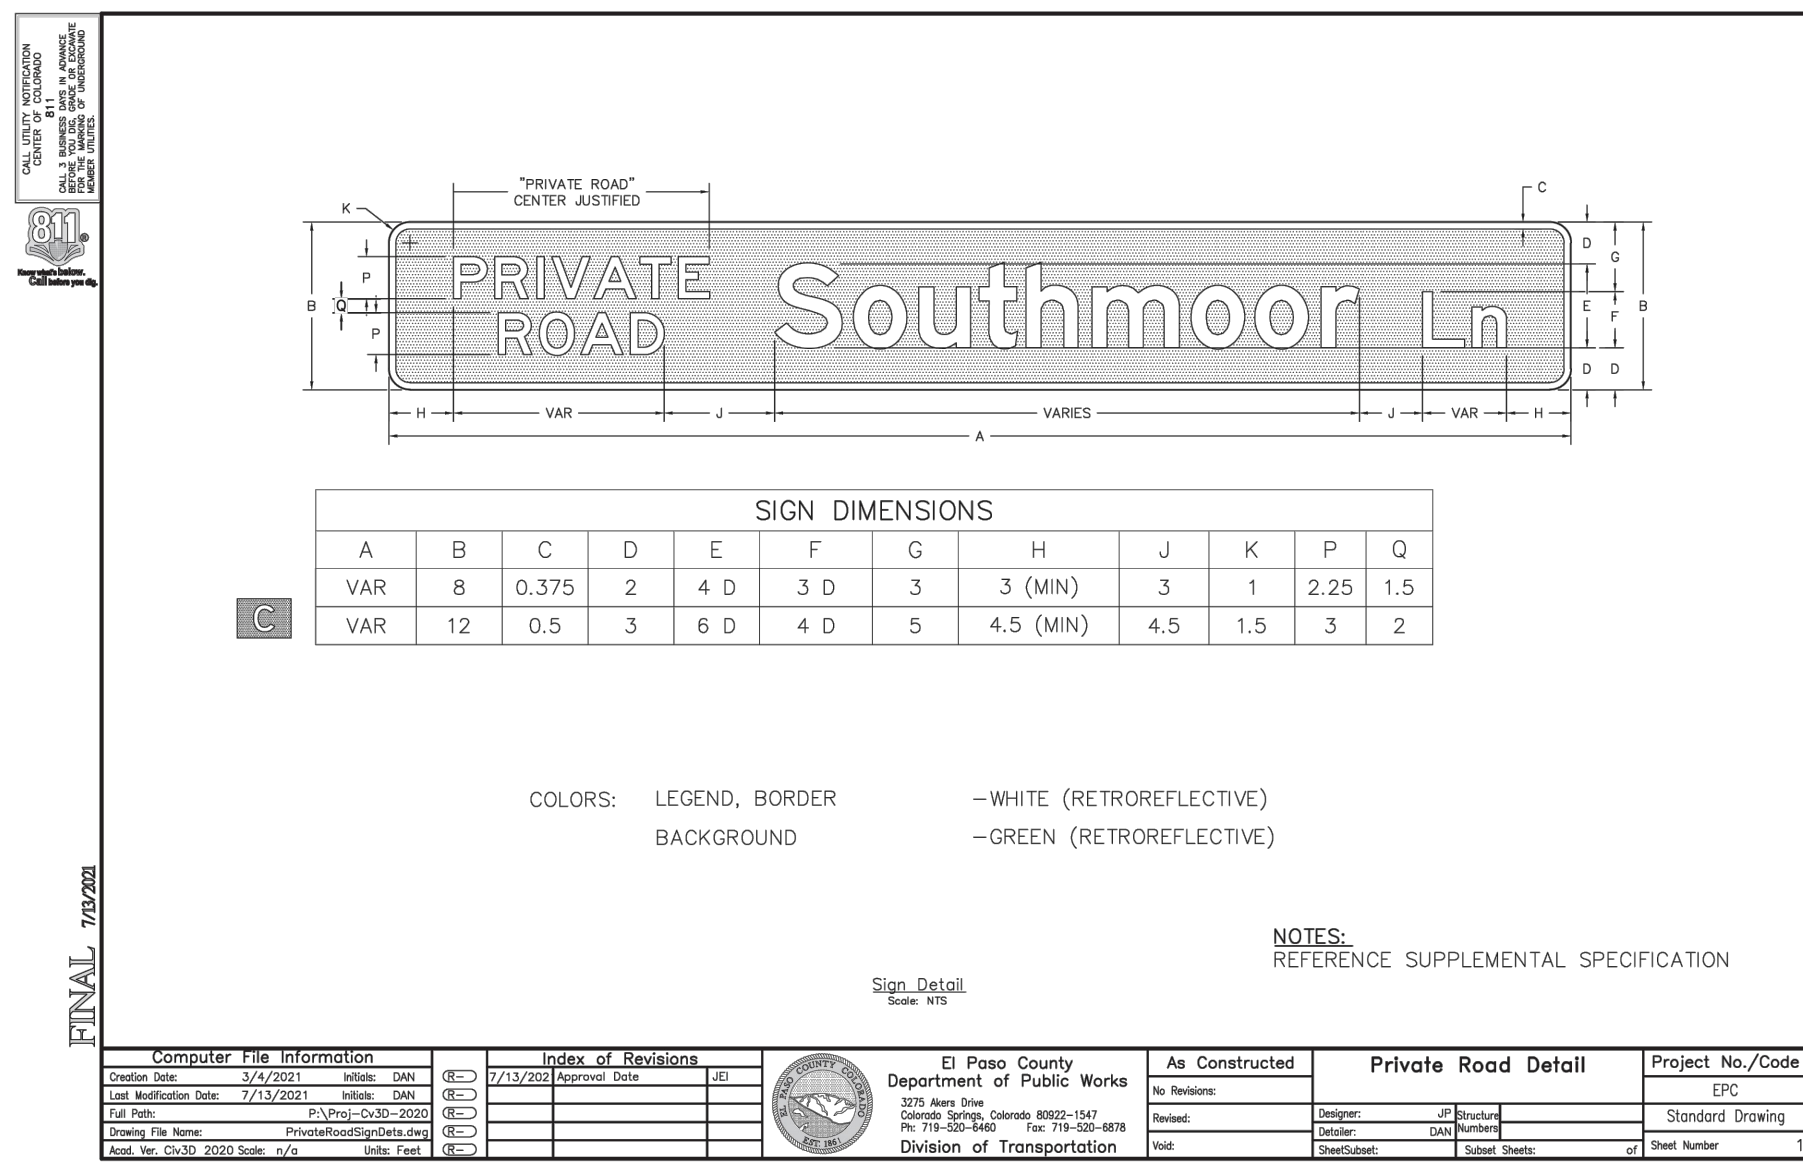 CALL UTILITY NOTIFICATION
CENTER OF COLORADO
811
CALL 3 BUSINESS DAYS IN ADVANCE
BEFORE YOU DIG, GRADE OR EXCAVATE
FOR THE MARKING OF UNDERGROUND
MEMBER UTILITIES.
811®
Know what's below.
Call before you dig.
"PRIVATE ROAD"
CENTER JUSTIFIED
K
C
P
Q
P
B
PRIVATE
ROAD
Southmoor
Ln
D
E
D
G
F
D
B
H
VAR
J
VARIES
J
VAR
H
A
SIGN DIMENSIONS
A B C D E F G H J K P Q
VAR 8 0.375 2 4 D 3 D 3 3 (MIN) 3 1 2.25 1.5
C VAR 12 0.5 3 6 D 4 D 5 4.5 (MIN) 4.5 1.5 3 2
COLORS: LEGEND, BORDER -WHITE (RETROREFLECTIVE)
BACKGROUND -GREEN (RETROREFLECTIVE)
FINAL 7/13/2021
NOTES:
REFERENCE SUPPLEMENTAL SPECIFICATION
Sign Detail
Scale: NTS
Computer File Information
Creation Date: 3/4/2021 Initials: DAN
Last Modification Date: 7/13/2021 Initials: DAN
Full Path: P:\Proj-Cv3D-2020
Drawing File Name: PrivateRoadSignDets.dwg
Acad. Ver. Civ3D 2020 Scale: n/a Units: Feet
R-
R-
R-
R-
R-
Index of Revisions
7/13/202 Approval Date JEI
EL PASO COUNTY COLORADO
EST. 1861
El Paso County
Department of Public Works
3275 Akers Drive
Colorado Springs, Colorado 80922-1547
Ph: 719-520-6460 Fax: 719-520-6878
Division of Transportation
As Constructed
No Revisions:
Revised:
Void:
Private Road Detail
Designer: JP
Detailer: DAN
Structure
Numbers
SheetSubset: Subset Sheets: of
Project No./Code
EPC
Standard Drawing
Sheet Number 1